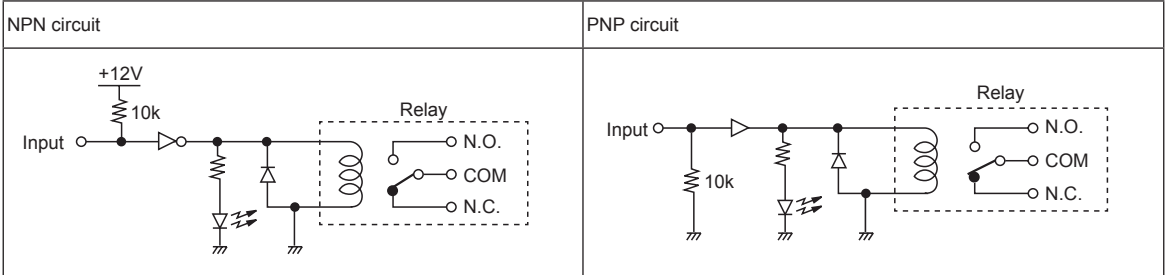 NPN circuit
PNP circuit
+12V
10k
Input
Relay
N.O.
COM
N.C.
Input
10k
Relay
N.O.
COM
N.C.